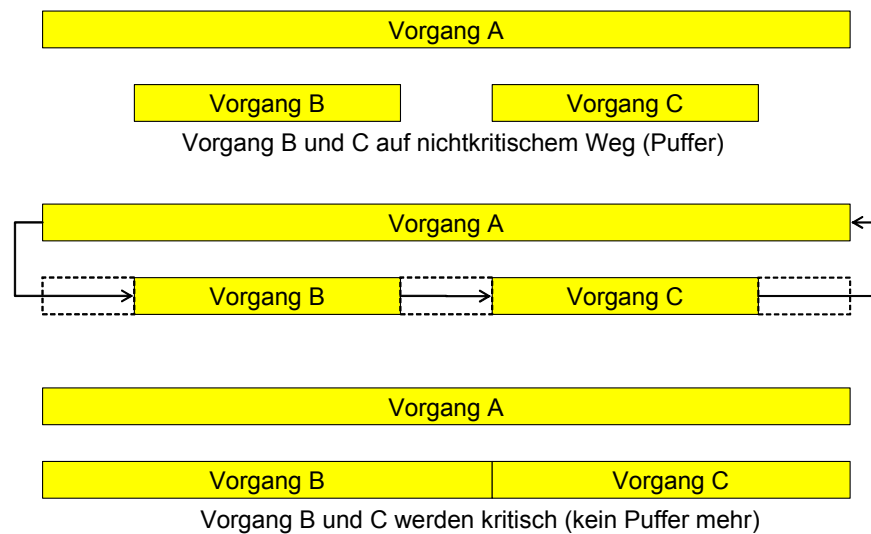 Vorgang A
Vorgang B Vorgang C
Vorgang B und C auf nichtkritischem Weg (Puffer)
Vorgang A
Vorgang B Vorgang C
Vorgang A
Vorgang B Vorgang C
Vorgang B und C werden kritisch (kein Puffer mehr)